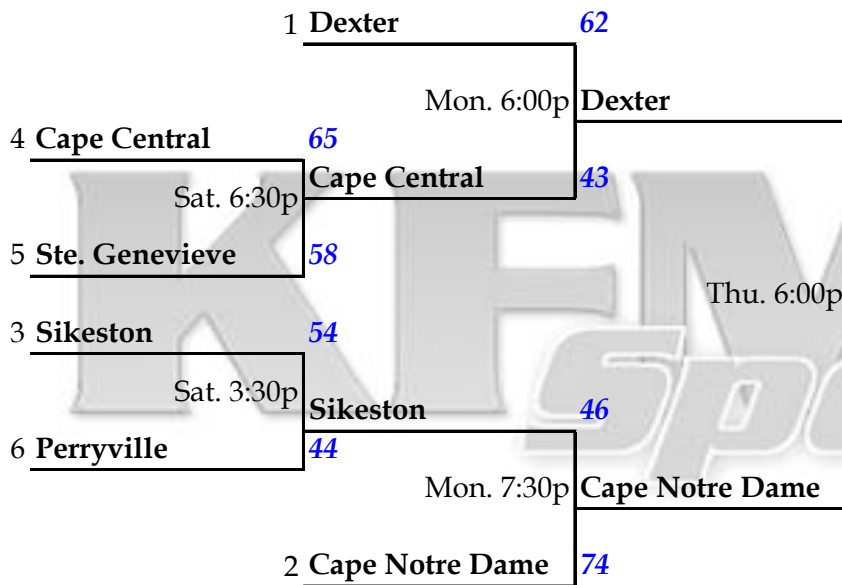 1 Dexter 62
Mon. 6:00p Dexter
4 Cape Central 65
Cape Central 43
Sat. 6:30p
5 Ste. Genevieve 58
Thu. 6:00p
3 Sikeston 54
Sat. 3:30p
Sikeston 46
6 Perryville 44
Mon. 7:30p Cape Notre Dame
2 Cape Notre Dame 74